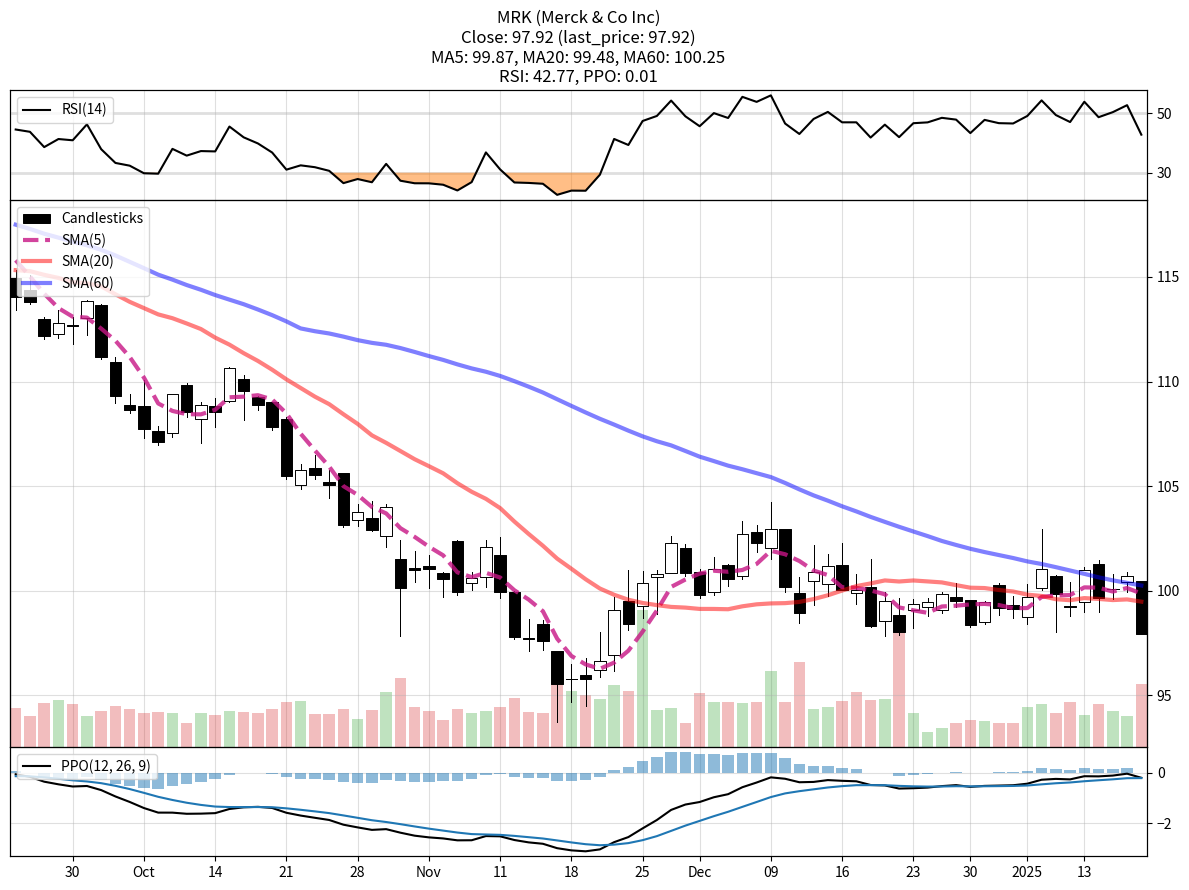 MRK (Merck & Co Inc)
Close: 97.92 (last_price: 97.92)
MA5: 99.87, MA20: 99.48, MA60: 100.25
RSI: 42.77, PPO: 0.01
RSI(14)
50
30
Candlesticks
SMA(5)
SMA(20)
SMA(60)
115
110
105
100
95
PPO(12, 26, 9)
0
−2
30 Oct 14 21 28 Nov 11 18 25 Dec 09 16 23 30 2025 13